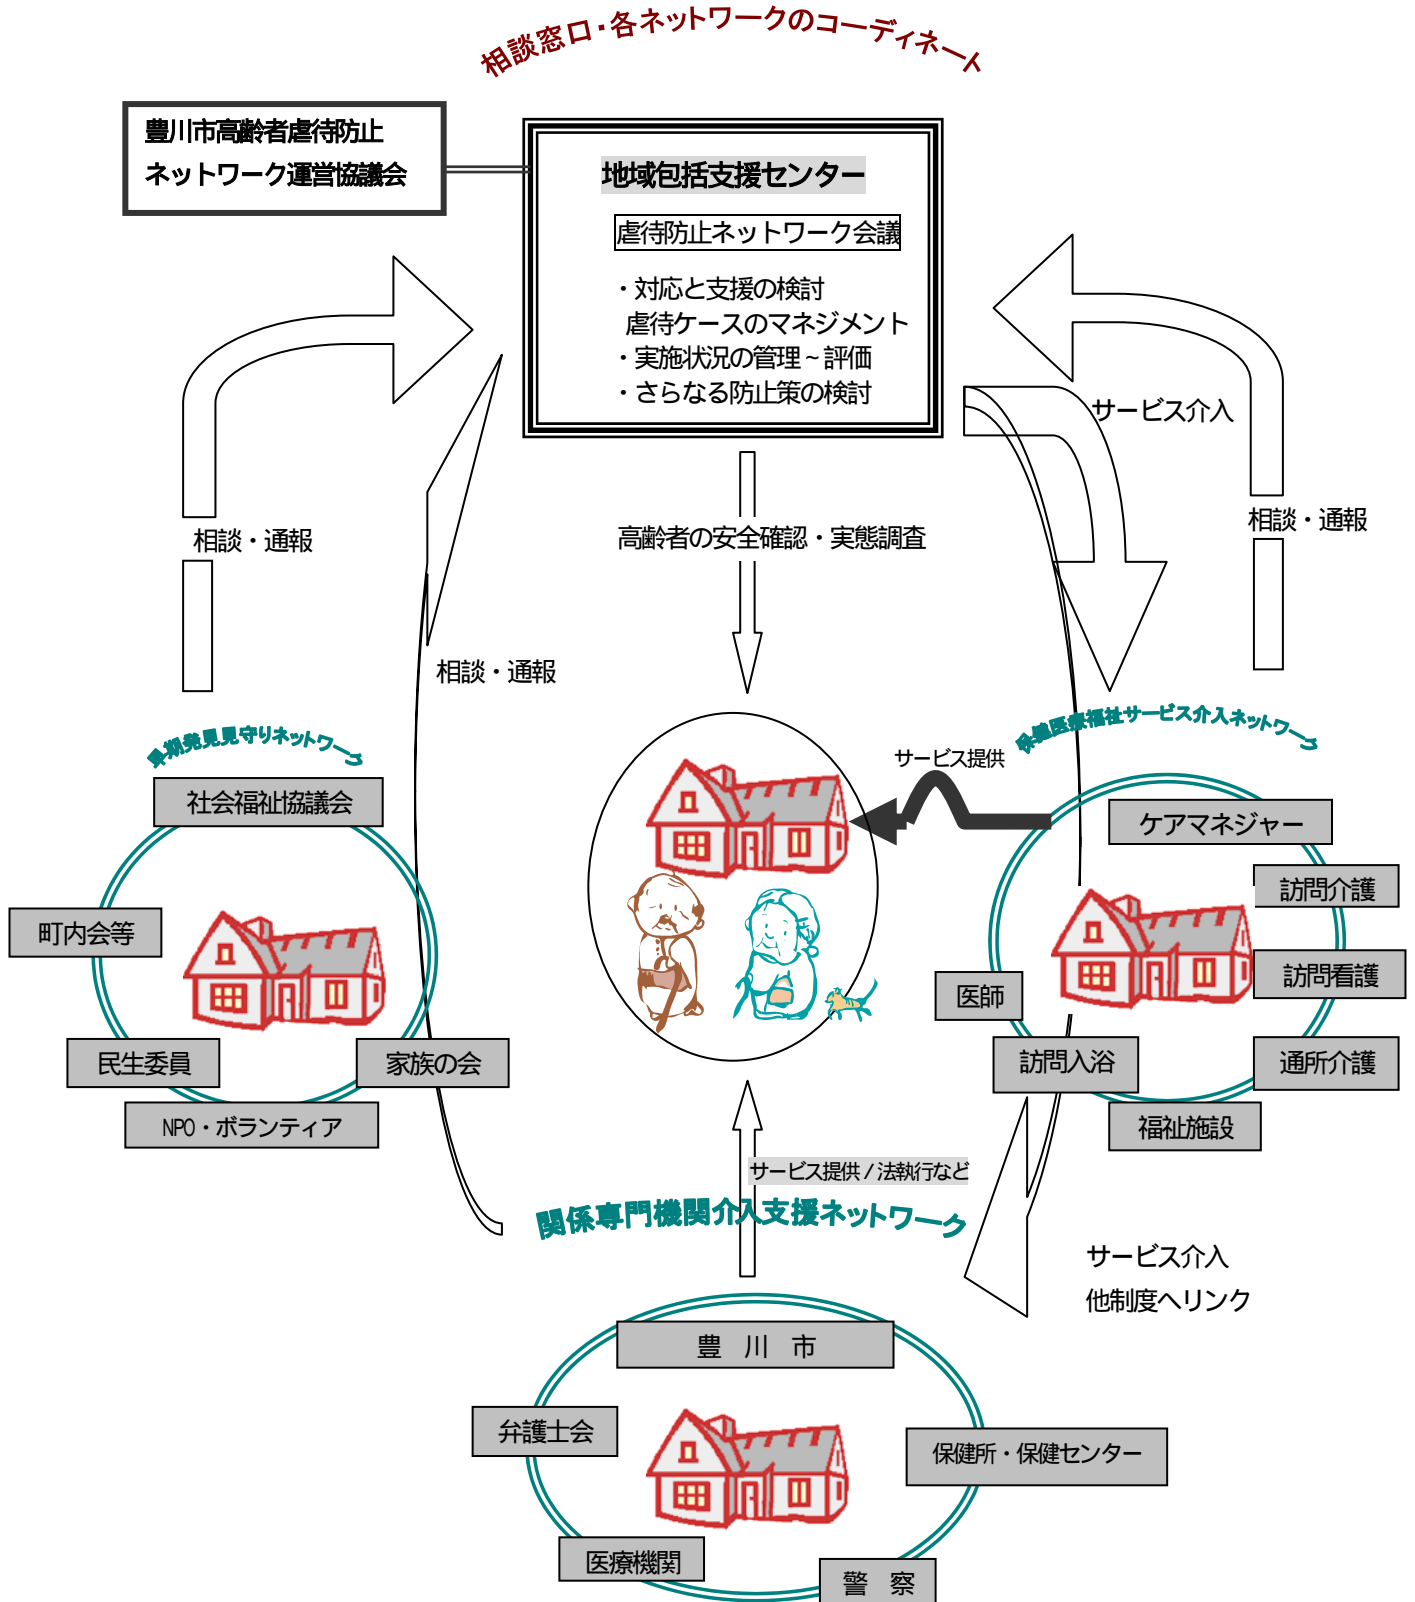 相談窓口・各ネットワークのコーディネート
豊川市高齢者虐待防止
ネットワーク運営協議会
地域包括支援センター
虐待防止ネットワーク会議
・対応と支援の検討
虐待ケースのマネジメント
・実施状況の管理~評価
・さらなる防止策の検討
サービス介入
相談・通報
高齢者の安全確認・実態調査
相談・通報
相談・通報
早期発見見守りネットワーク
保健医療福祉サービス介入ネットワーク
サービス提供
社会福祉協議会
町内会等
民生委員
家族の会
NPO・ボランティア
ケアマネジャー
訪問介護
訪問看護
医師
訪問入浴
通所介護
福祉施設
サービス提供/法執行など
関係専門機関介入支援ネットワーク
サービス介入
他制度へリンク
豊 川 市
弁護士会
保健所・保健センター
医療機関
警 察